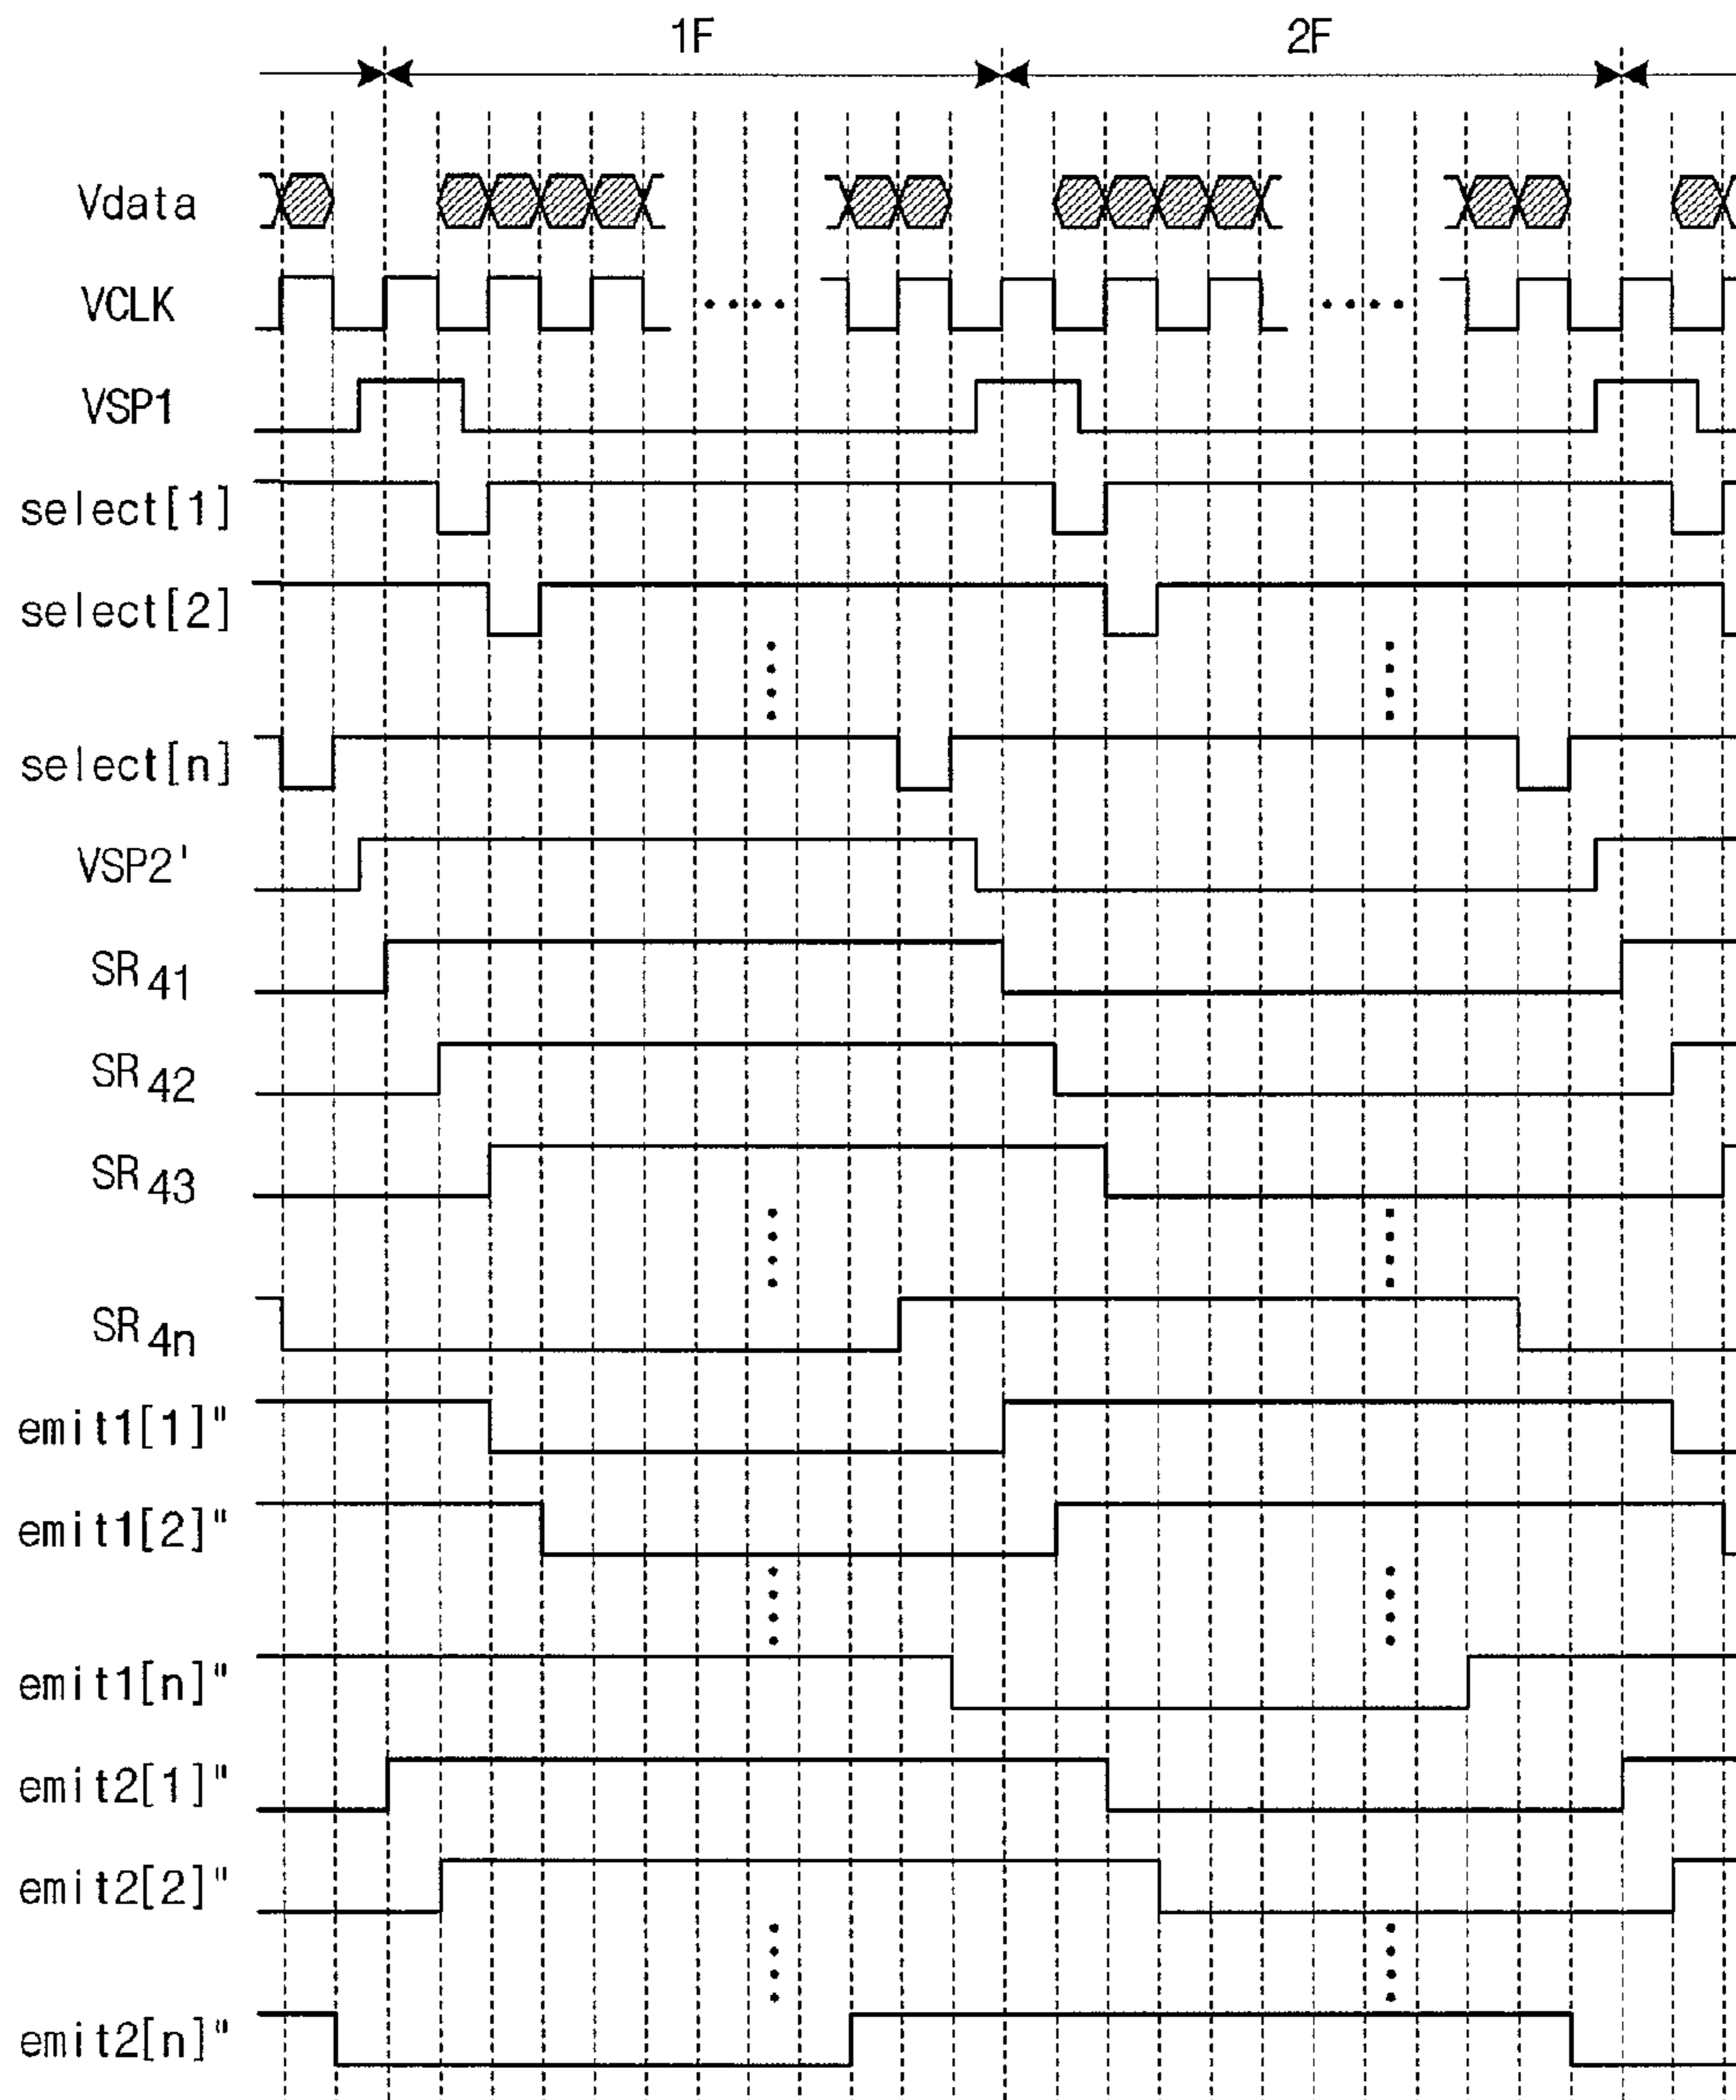 1F 2F
Vdata
VCLK
VSP1
select[1]
select[2]
select[n]
VSP2'
SR41
SR42
SR43
SR4n
emit1[1]"
emit1[2]"
emit1[n]"
emit2[1]"
emit2[2]"
emit2[n]"